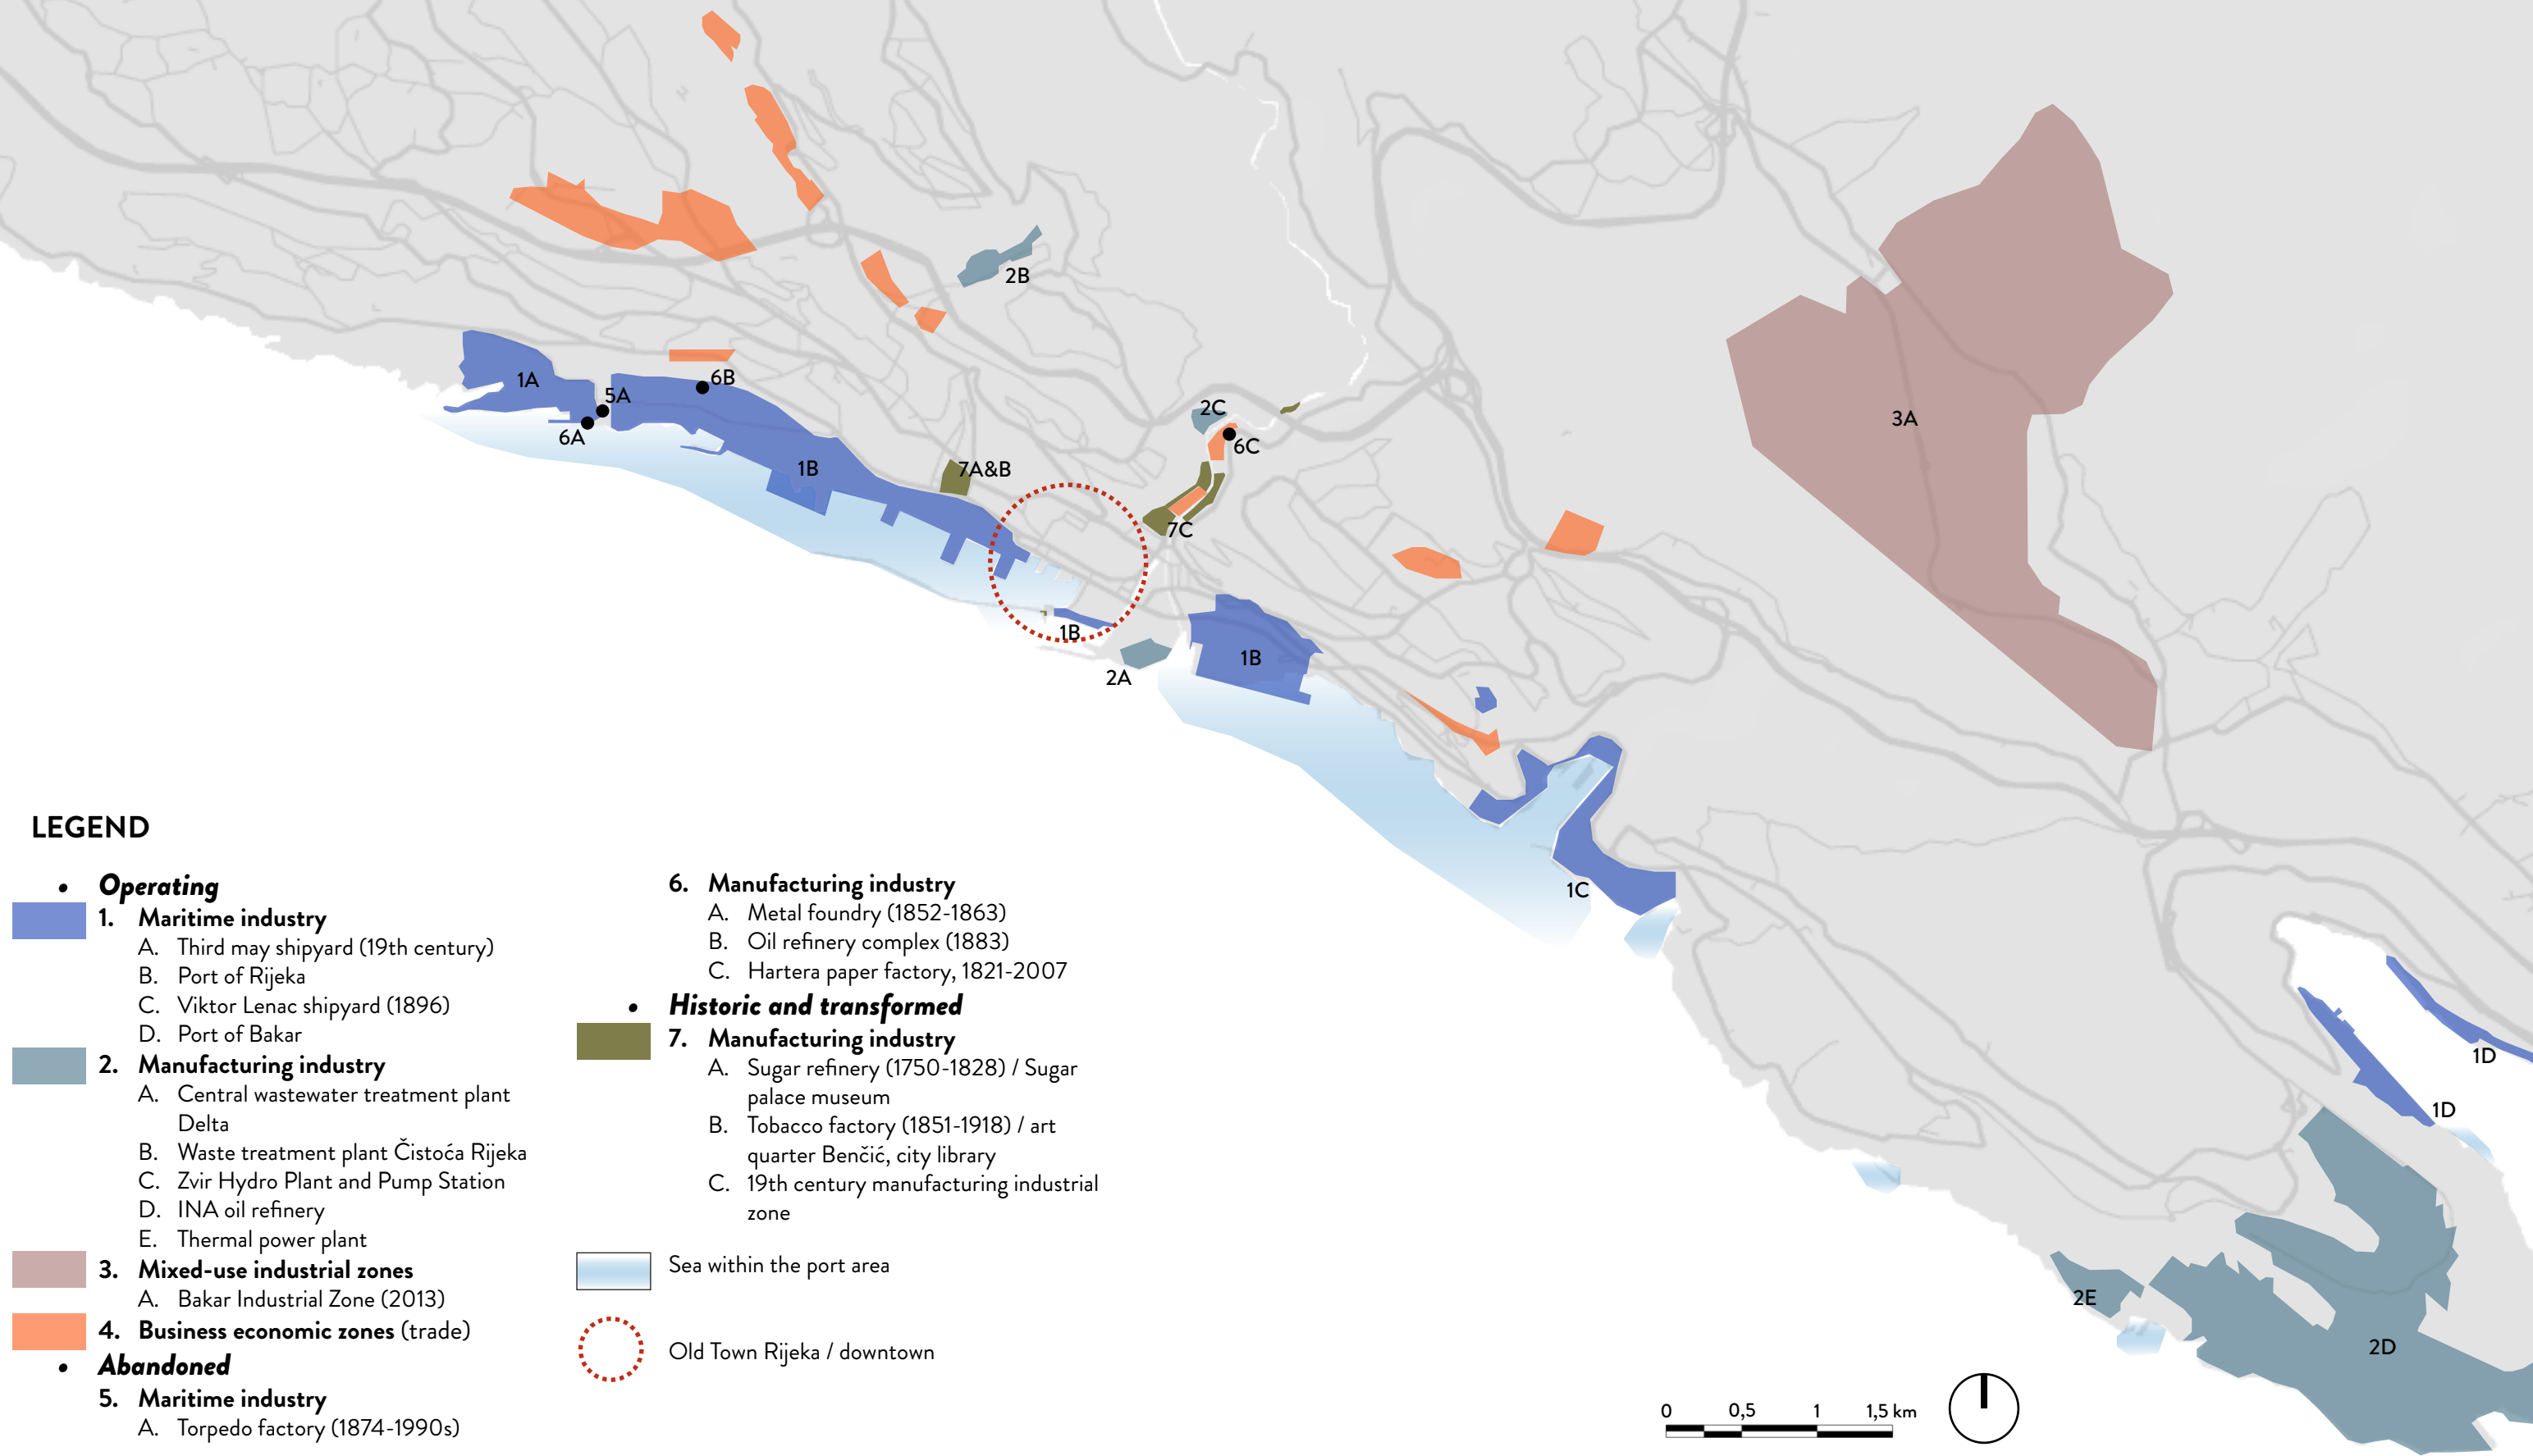 2B
1A
6B
5A
6A
2C
3A
6C
1B
7A&B
7C
1B
1B
2A
1C
1D
1D
2E
2D
LEGEND
• Operating
1. Maritime industry
A. Third may shipyard (19th century)
B. Port of Rijeka
C. Viktor Lenac shipyard (1896)
D. Port of Bakar
2. Manufacturing industry
A. Central wastewater treatment plant
Delta
B. Waste treatment plant Čistoća Rijeka
C. Zvir Hydro Plant and Pump Station
D. INA oil refinery
E. Thermal power plant
3. Mixed-use industrial zones
A. Bakar Industrial Zone (2013)
4. Business economic zones (trade)
• Abandoned
5. Maritime industry
A. Torpedo factory (1874-1990s)
6. Manufacturing industry
A. Metal foundry (1852-1863)
B. Oil refinery complex (1883)
C. Hartera paper factory, 1821-2007
• Historic and transformed
7. Manufacturing industry
A. Sugar refinery (1750-1828) / Sugar
palace museum
B. Tobacco factory (1851-1918) / art
quarter Benčić, city library
C. 19th century manufacturing industrial
zone
Sea within the port area
Old Town Rijeka / downtown
0 0,5 1 1,5 km